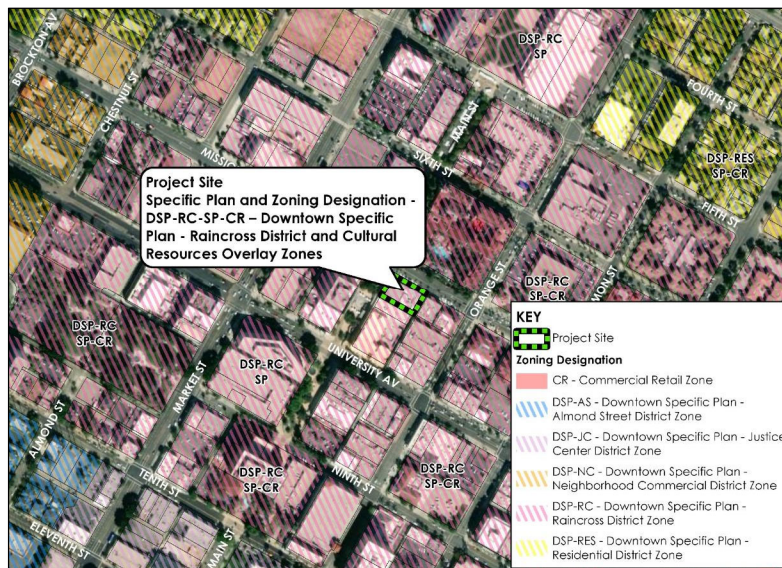 BROCKTON AV
CHESTNUT ST
DSP-RC
SP
FOURTH ST
MAIN ST
MISSIO
SIXTH ST
DSP-RES
SP-CR
FIFTH ST
Project Site
Specific Plan and Zoning Designation -
DSP-RC-SP-CR – Downtown Specific
Plan - Raincross District and Cultural
Resources Overlay Zones
ORANGE ST
DSP-RC
SP-CR
MON ST
DSP-RC
SP-CR
DSP-RC
SP
UNIVERSITY AV
MARKET ST
ALMOND ST
DSP-RC
SP-CR
NINTH ST
DSP-RC
SP-CR
TENTH ST
MAIN ST
ELEVENTH ST
KEY
Project Site
Zoning Designation
CR - Commercial Retail Zone
DSP-AS - Downtown Specific Plan -
Almond Street District Zone
DSP-JC - Downtown Specific Plan - Justice
Center District Zone
DSP-NC - Downtown Specific Plan -
Neighborhood Commercial District Zone
DSP-RC - Downtown Specific Plan -
Raincross District Zone
DSP-RES - Downtown Specific Plan -
Residential District Zone